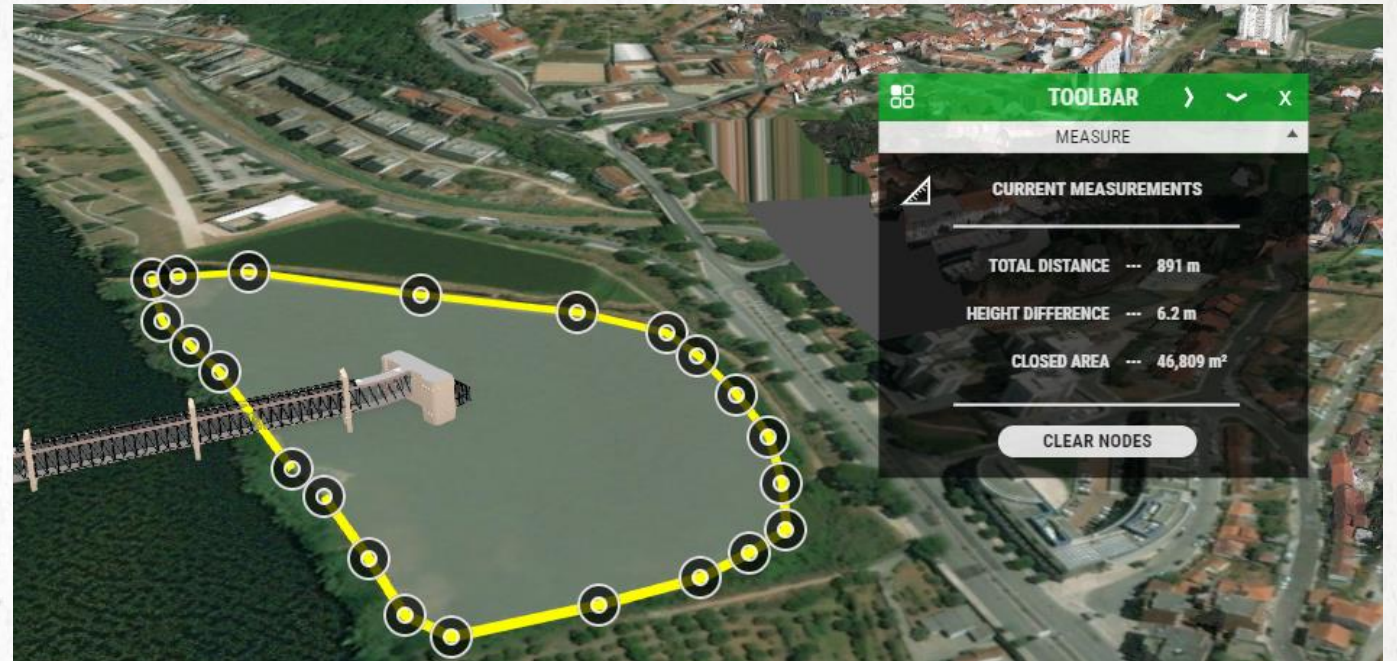 TOOLBAR X
MEASURE
CURRENT MEASUREMENTS
TOTAL DISTANCE --- 891 m
HEIGHT DIFFERENCE --- 6.2 m
CLOSED AREA --- 46,809 m²
CLEAR NODES